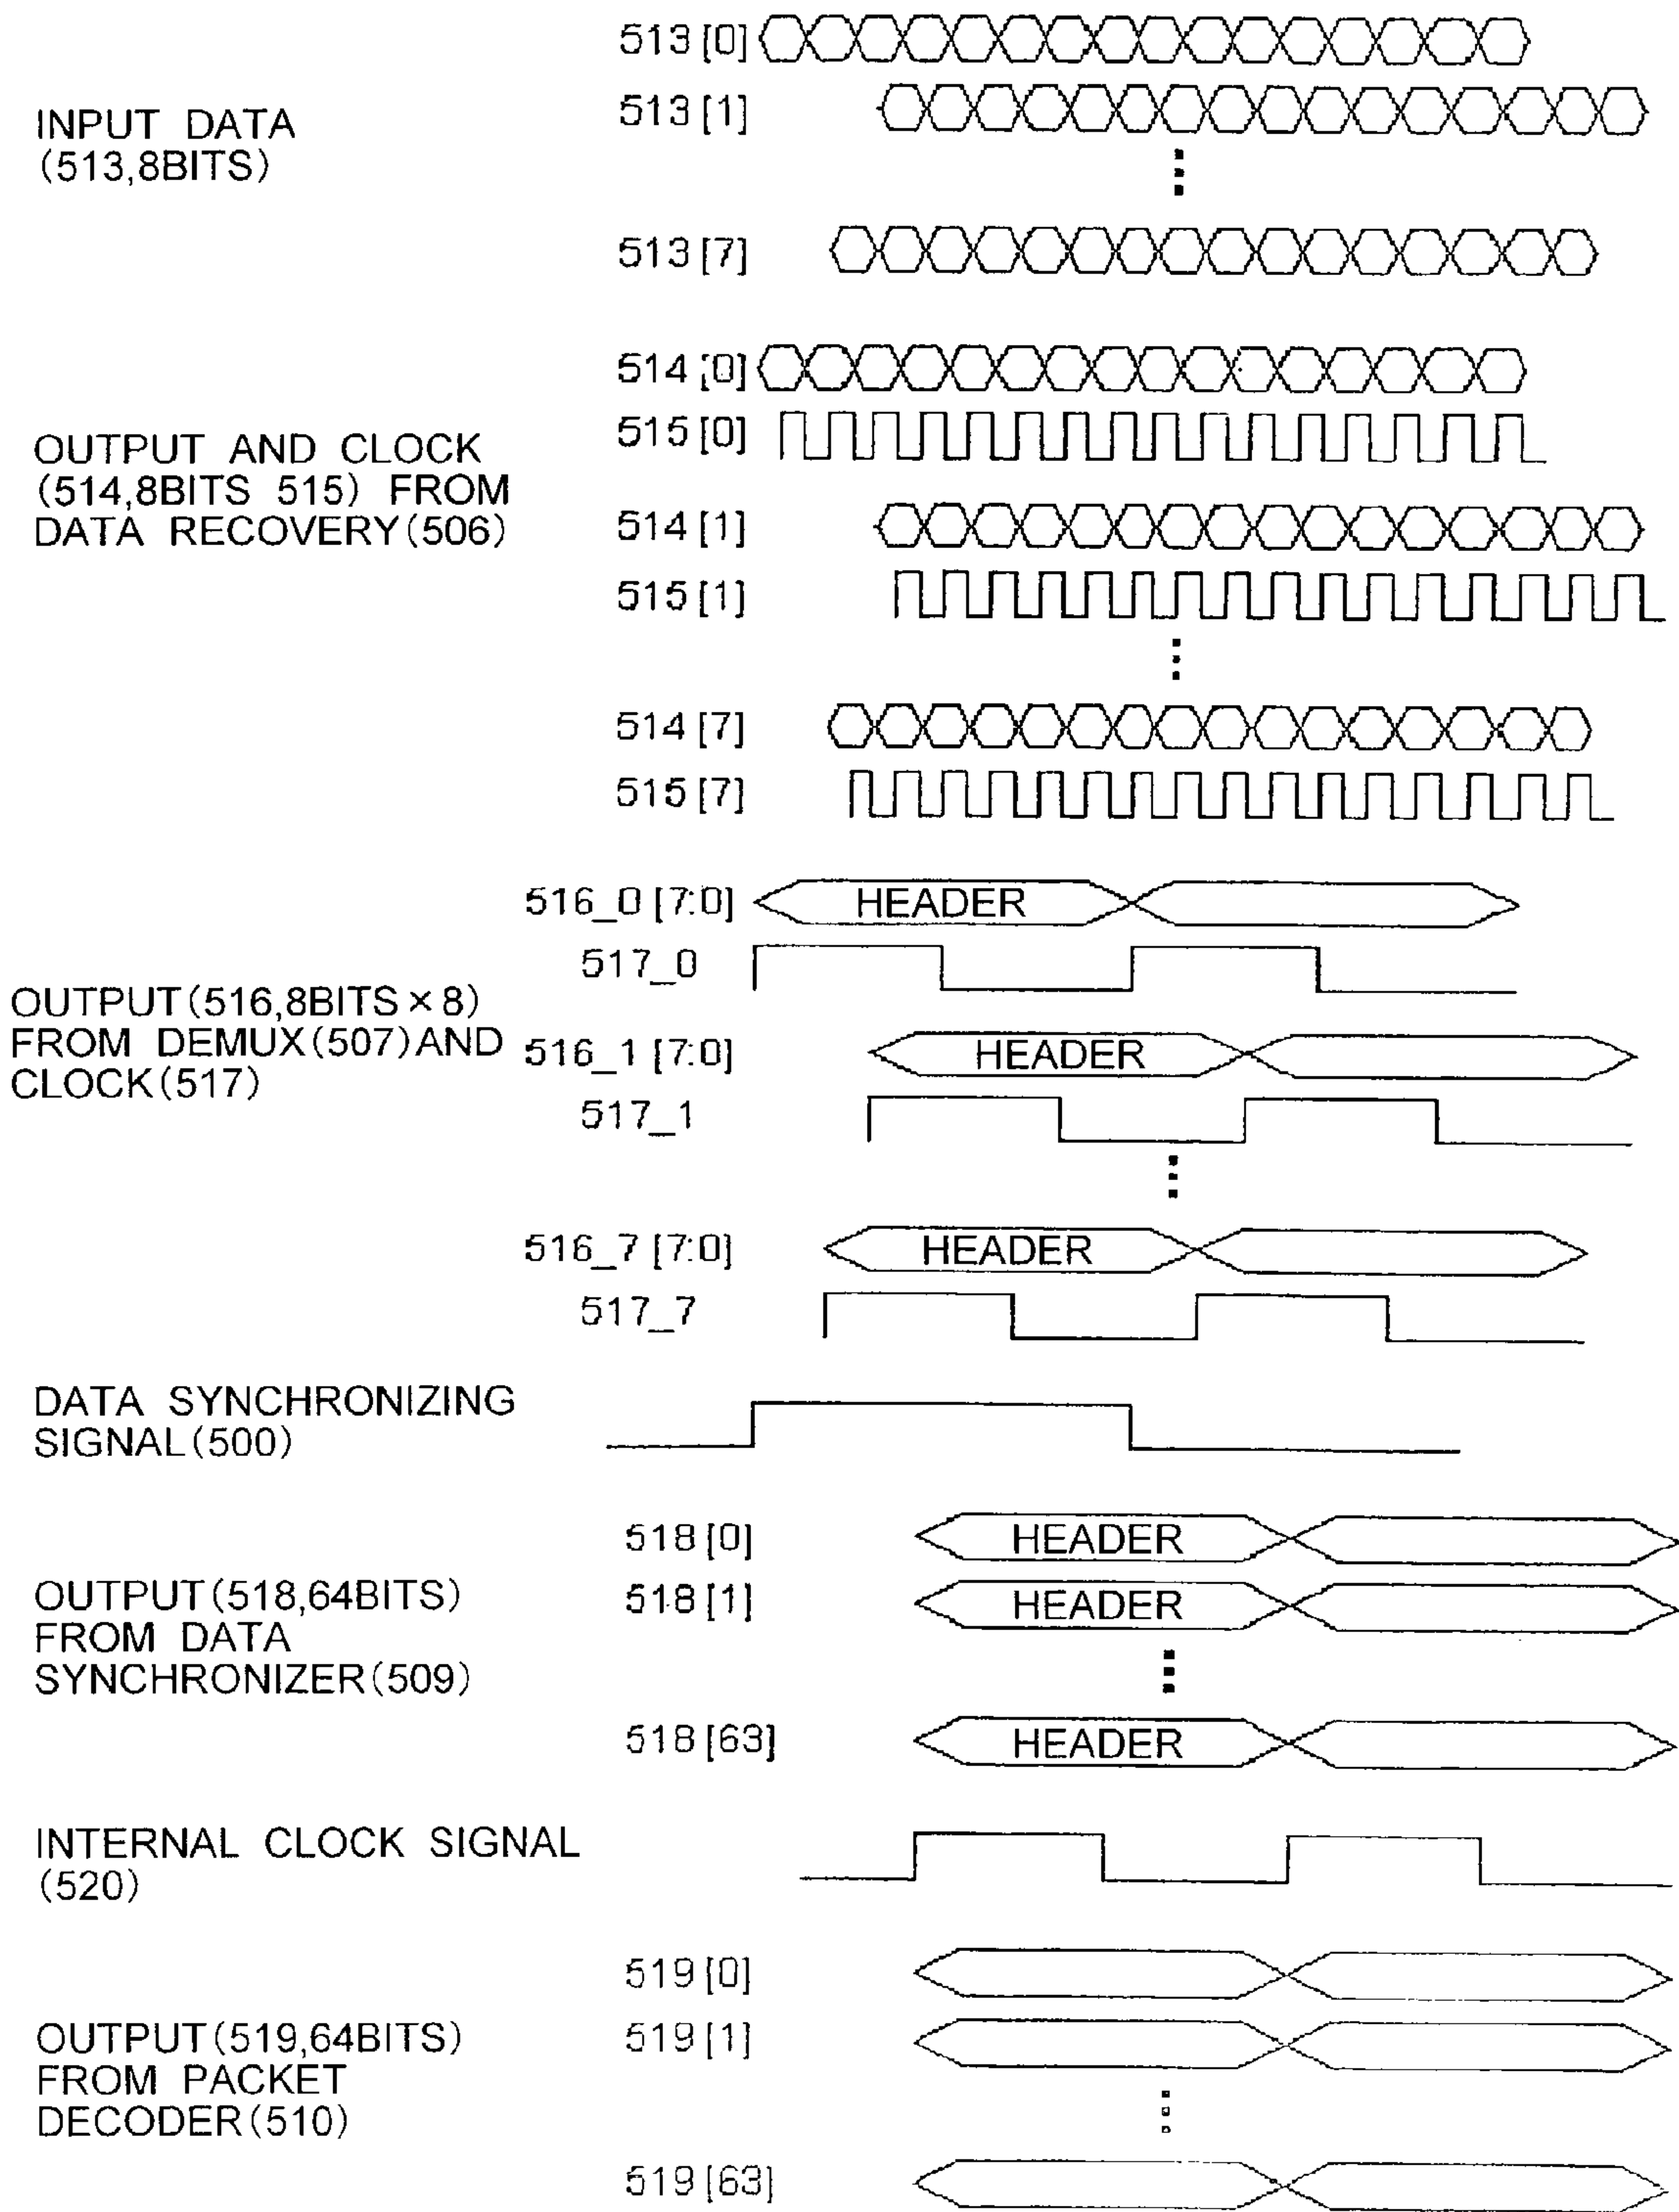 513 [0]
INPUT DATA
(513,8BITS)
513 [1]
513 [7]
514 [0]
OUTPUT AND CLOCK
(514,8BITS 515) FROM
DATA RECOVERY(506)
515 [0]
514 [1]
515 [1]
514 [7]
515 [7]
516_0 [7:0]
HEADER
517_0
OUTPUT(516,8BITS×8)
FROM DEMUX(507)AND
CLOCK(517)
516_1 [7:0]
HEADER
517_1
516_7 [7:0]
HEADER
517_7
DATA SYNCHRONIZING
SIGNAL(500)
518 [0]
HEADER
OUTPUT(518,64BITS)
FROM DATA
SYNCHRONIZER(509)
518 [1]
HEADER
518 [63]
HEADER
INTERNAL CLOCK SIGNAL
(520)
519 [0]
OUTPUT(519,64BITS)
FROM PACKET
DECODER(510)
519 [1]
519 [63]